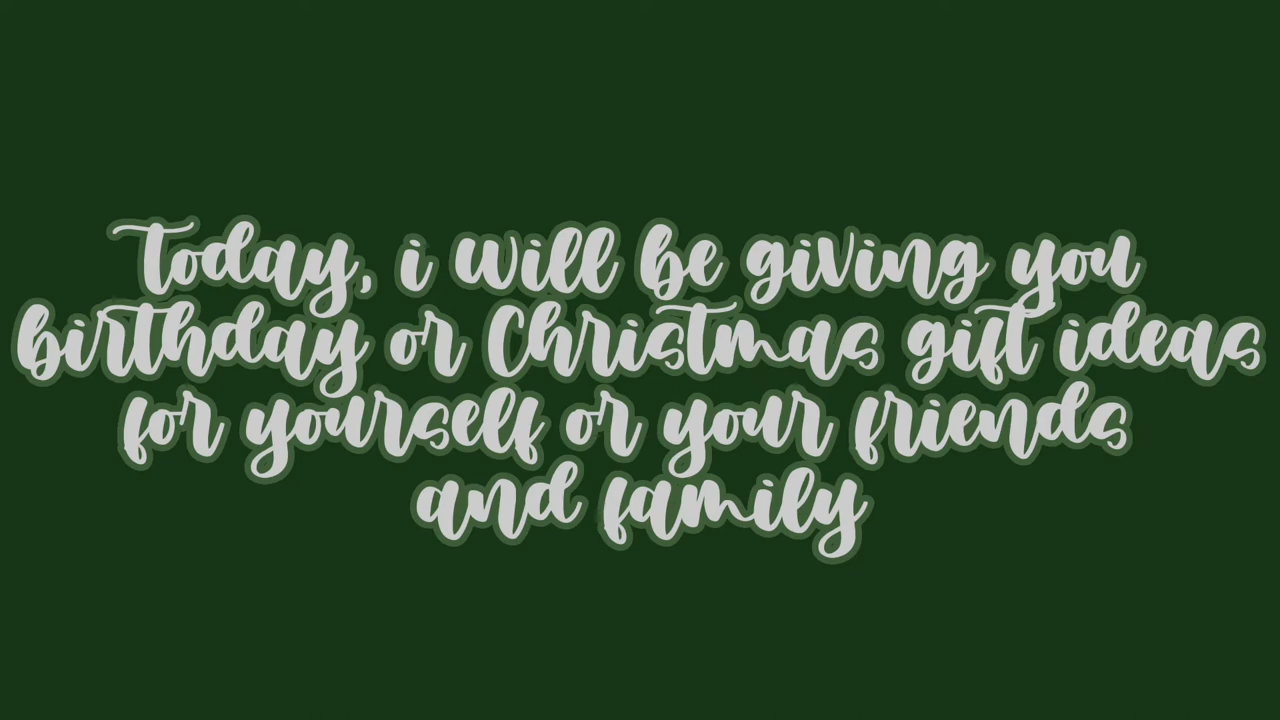 Today, i will be giving you
birthday or Christmas gift ideas
for yourself or your friends
and family